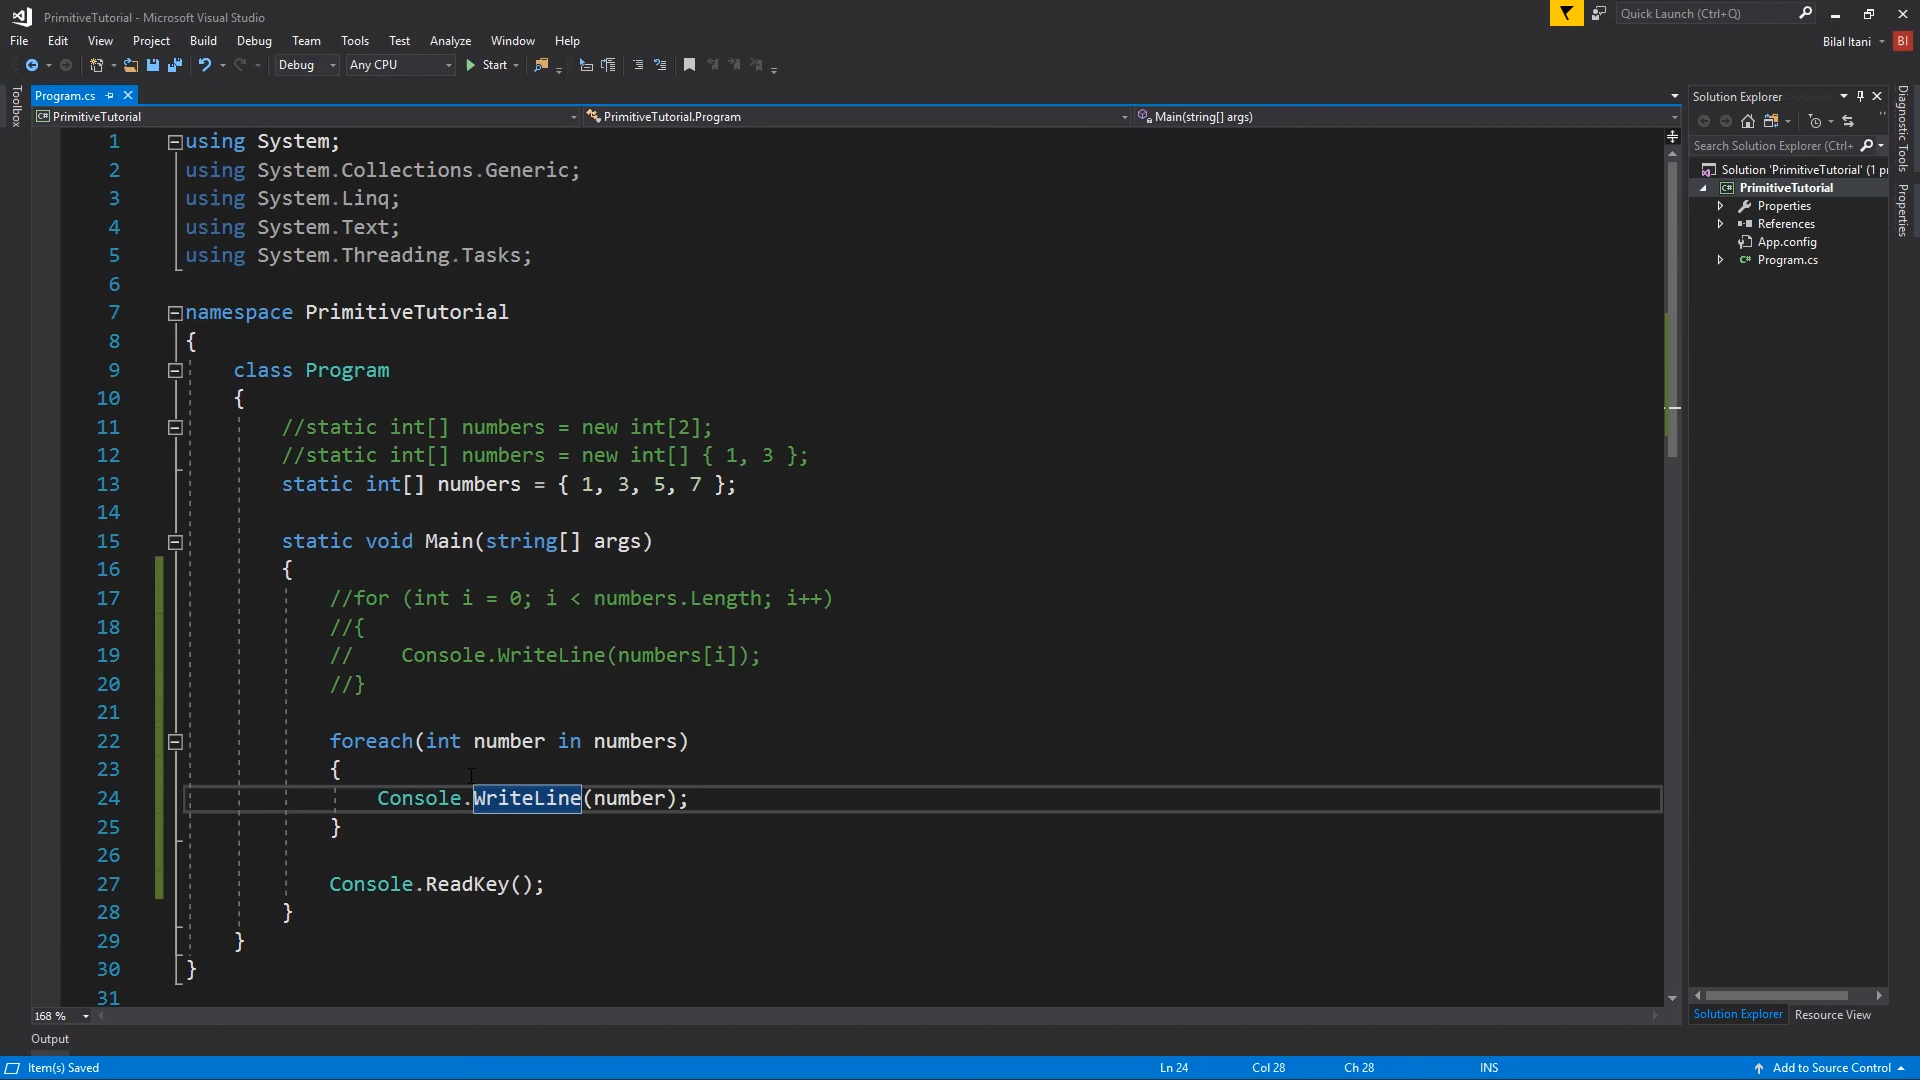 PrimitiveTutorial - Microsoft Visual Studio
Quick Launch (Ctrl+Q)
File Edit View Project Build Debug Team Tools Test Analyze Window Help
Bilal Itani BI
Debug Any CPU Start
Toolbox
Program.cs
PrimitiveTutorial PrimitiveTutorial.Program Main(string[] args)
1 using System;
2 using System.Collections.Generic;
3 using System.Linq;
4 using System.Text;
5 using System.Threading.Tasks;
6
7 namespace PrimitiveTutorial
8 {
9 class Program
10 {
11 //static int[] numbers = new int[2];
12 //static int[] numbers = new int[] { 1, 3 };
13 static int[] numbers = { 1, 3, 5, 7 };
14
15 static void Main(string[] args)
16 {
17 //for (int i = 0; i < numbers.Length; i++)
18 //{
19 //    Console.WriteLine(numbers[i]);
20 //}
21
22 foreach(int number in numbers)
23 {
24 Console.WriteLine(number);
25 }
26
27 Console.ReadKey();
28 }
29 }
30 }
31
168 %
Output
Solution Explorer
Search Solution Explorer (Ctrl+
Solution 'PrimitiveTutorial' (1 pr
C# PrimitiveTutorial
Properties
References
App.config
C# Program.cs
Solution Explorer Resource View
Diagnostic Tools
Properties
Item(s) Saved Ln 24 Col 28 Ch 28 INS Add to Source Control